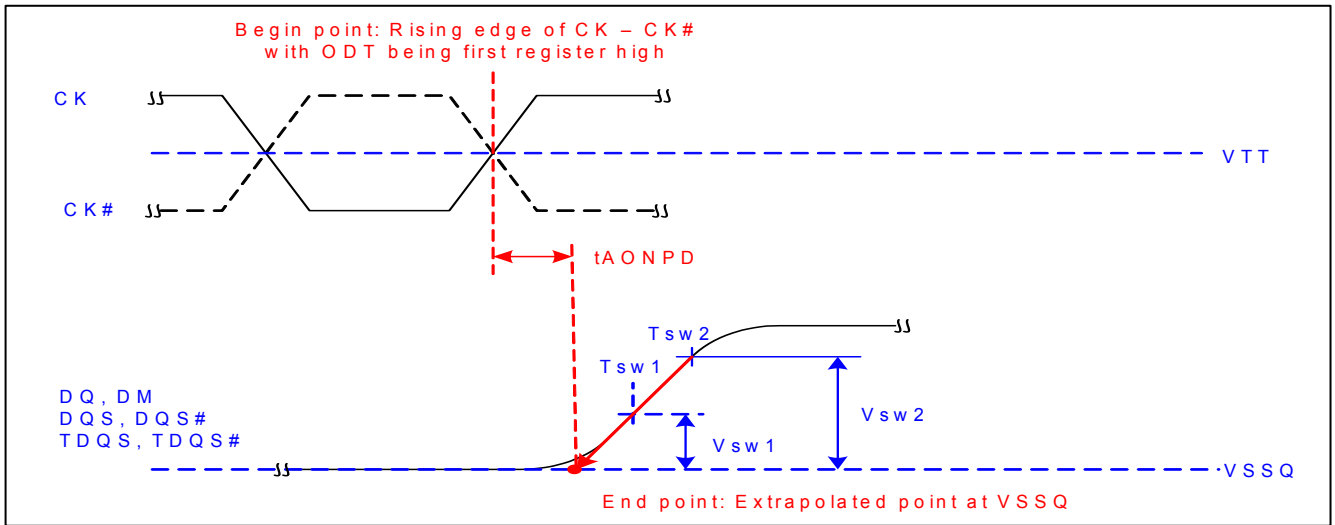 Begin point: Rising edge of CK – CK#
with ODT being first register high
CK
VTT
CK#
tAONPD
Tsw2
Tsw1
DQ, DM
DQS, DQS#
TDQS, TDQS#
Vsw2
Vsw1
VSSQ
End point: Extrapolated point at VSSQ